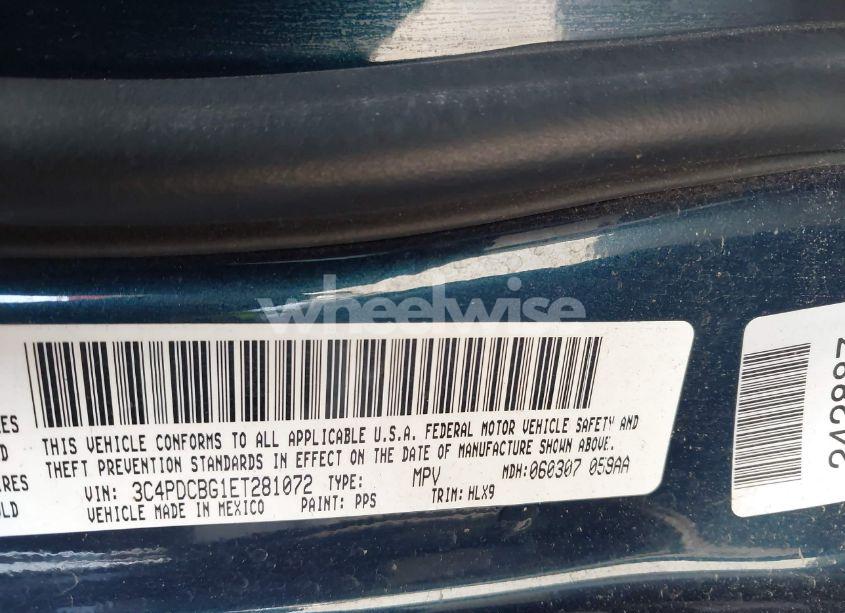 wheelwise
THIS VEHICLE CONFORMS TO ALL APPLICABLE U.S.A. FEDERAL MOTOR VEHICLE SAFETY AND
THEFT PREVENTION STANDARDS IN EFFECT ON THE DATE OF MANUFACTURE SHOWN ABOVE.
VIN: 3C4PDCBG1ET281072 TYPE: MPV MDH: 060307 059AA
VEHICLE MADE IN MEXICO PAINT: PPS TRIM: HLX9